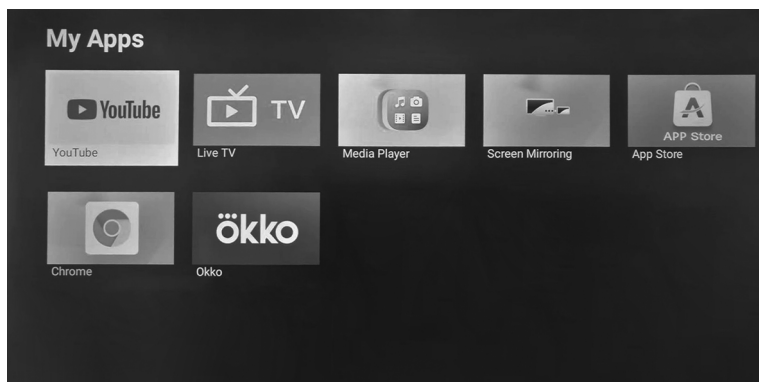 My Apps
YouTube
TV
APP Store
YouTube
Live TV
Media Player
Screen Mirroring
App Store
ökko
Chrome
Okko